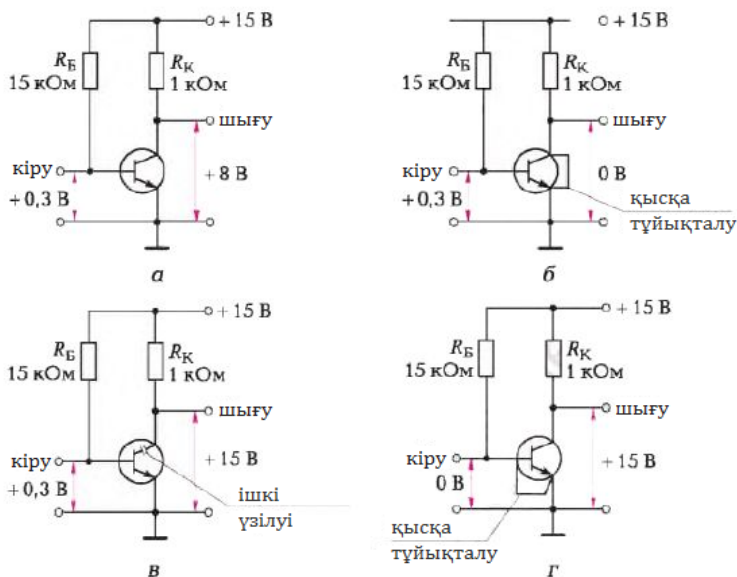 + 15 В
R_Б
15 кОм
R_К
1 кОм
шығу
кіру
+0,3 В
+ 8 В
а
+ 15 В
R_Б
15 кОм
R_К
1 кОм
шығу
кіру
+0,3 В
0 В
қысқа
тұйықталу
б
+ 15 В
R_Б
15 кОм
R_К
1 кОм
шығу
кіру
+0,3 В
+ 15 В
ішкі
үзілуі
в
+ 15 В
R_Б
15 кОм
R_К
1 кОм
шығу
кіру
0 В
+ 15 В
қысқа
тұйықталу
г